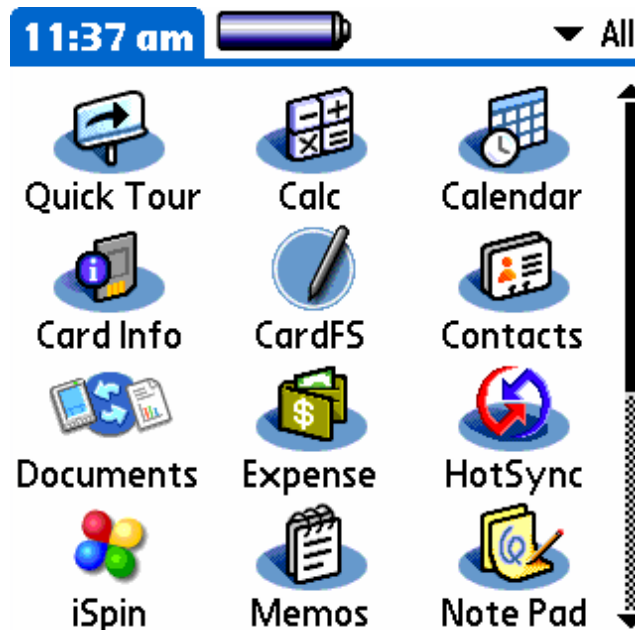 11:37 am All
Quick Tour Calc Calendar
Card Info CardFS Contacts
Documents Expense HotSync
iSpin Memos Note Pad